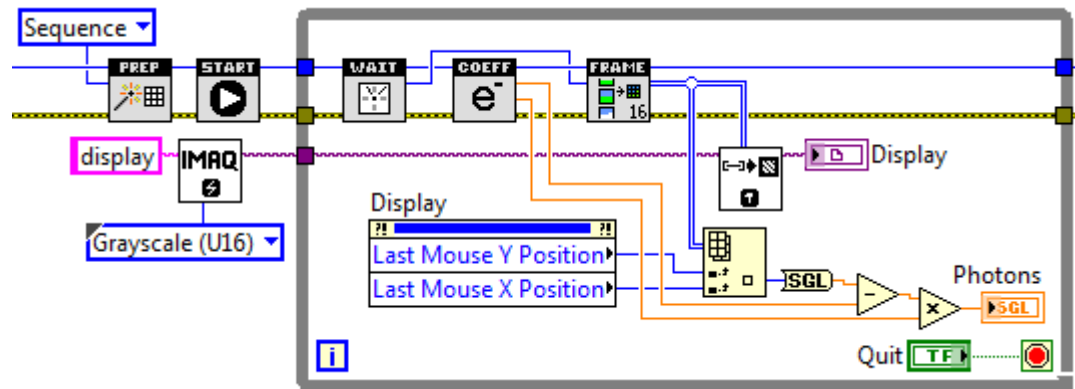 Sequence
PREP
START
WAIT
COEFF
FRAME
e-
16
display
IMAQ
Display
Grayscale (U16)
Display
?! ?!
Last Mouse Y Position
Last Mouse X Position
SGL
Photons
SGL
i
Quit
TF